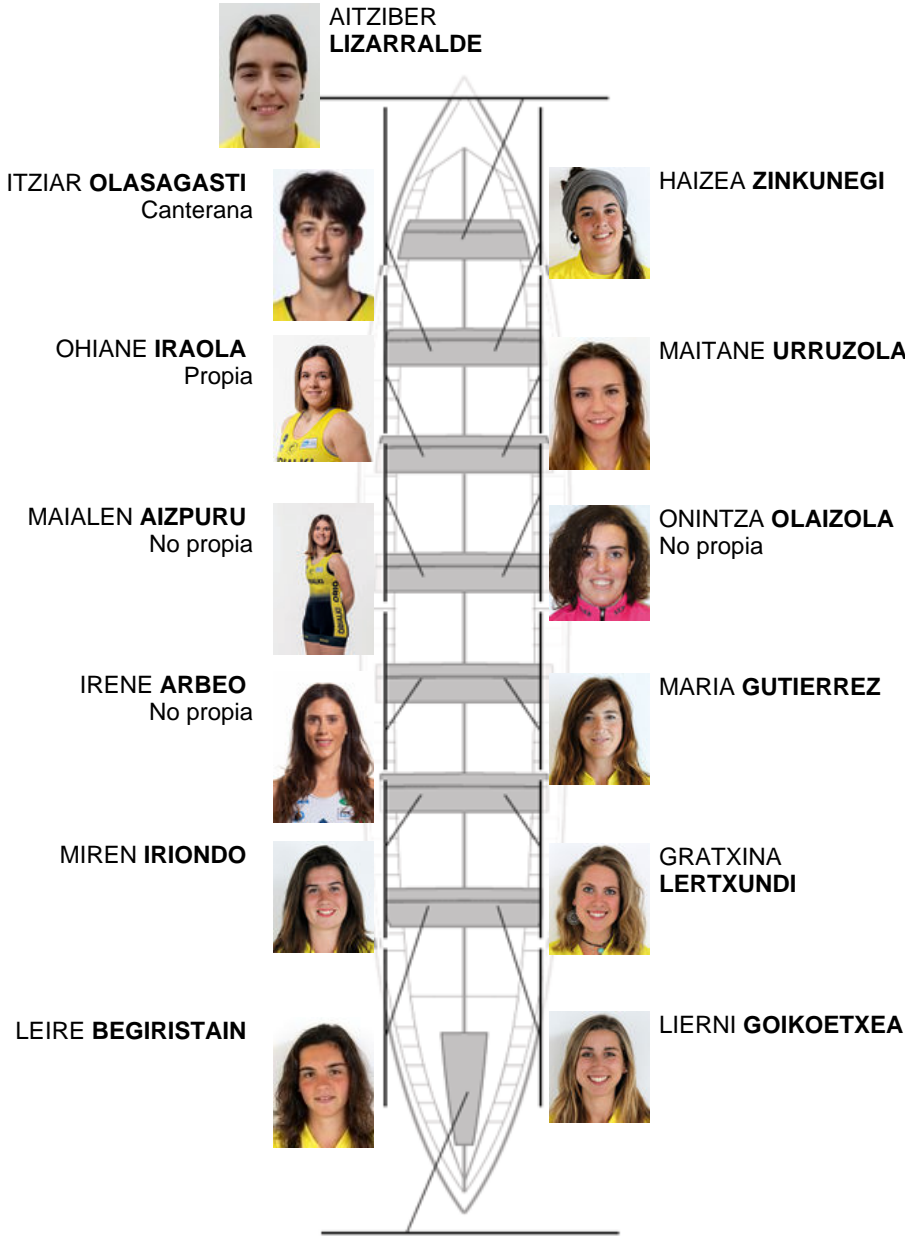 AITZIBER
LIZARRALDE
ITZIAR OLASAGASTI
Canterana
HAIZEA ZINKUNEGI
OHIANE IRAOLA
Propia
MAITANE URRUZOLA
MAIALEN AIZPURU
No propia
ONINTZA OLAIZOLA
No propia
IRENE ARBEO
No propia
MARIA GUTIERREZ
MIREN IRIONDO
GRATXINA
LERTXUNDI
LEIRE BEGIRISTAIN
LIERNI GOIKOETXEA